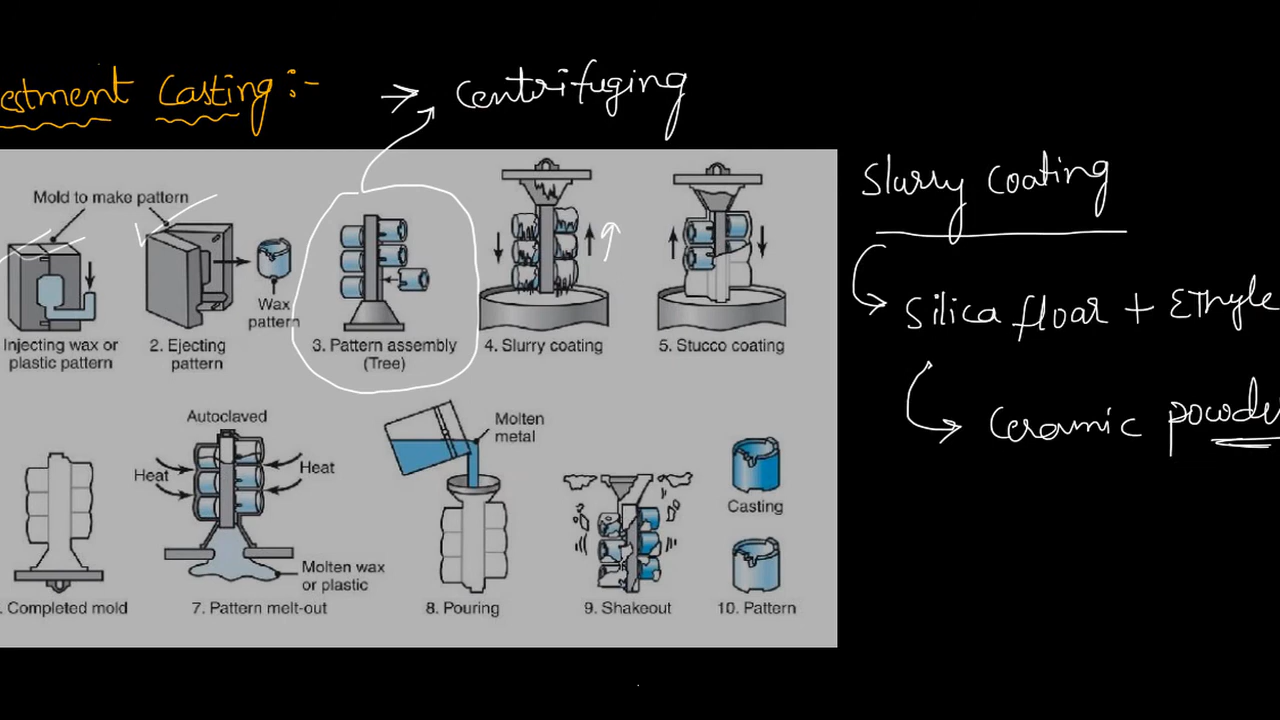 estment Casting:-
→ Centrifuging
Slurry coating
Silica flour + Ethyle
Ceramic powde
Mold to make pattern
Wax
pattern
Injecting wax or
plastic pattern
2. Ejecting
pattern
3. Pattern assembly
(Tree)
4. Slurry coating
5. Stucco coating
Autoclaved
Heat
Heat
Molten wax
or plastic
Molten
metal
Casting
. Completed mold
7. Pattern melt-out
8. Pouring
9. Shakeout
10. Pattern